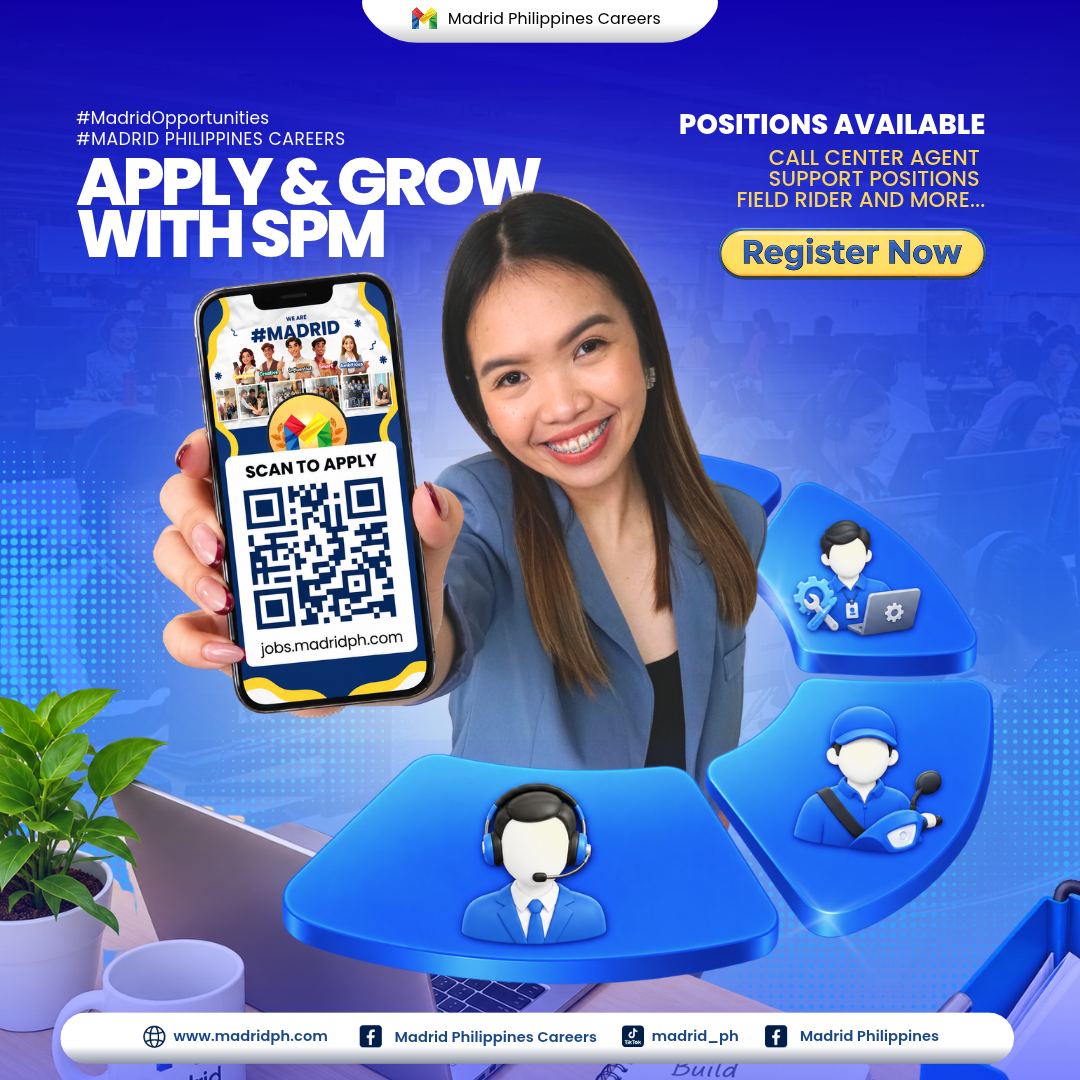 Madrid Philippines Careers
#MadridOpportunities
#MADRID PHILIPPINES CAREERS
APPLY & GROW
WITH SPM
POSITIONS AVAILABLE
CALL CENTER AGENT
SUPPORT POSITIONS
FIELD RIDER AND MORE...
Register Now
WE ARE
#MADRID
SCAN TO APPLY
jobs.madridph.com
www.madridph.com
Madrid Philippines Careers
TikTok
madrid_ph
Madrid Philippines
Build